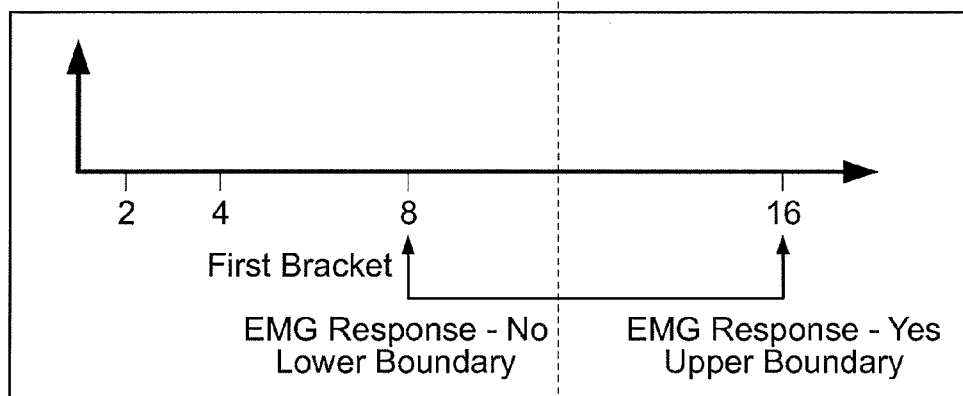 2 4 8 16
First Bracket
EMG Response - No EMG Response - Yes
Lower Boundary Upper Boundary